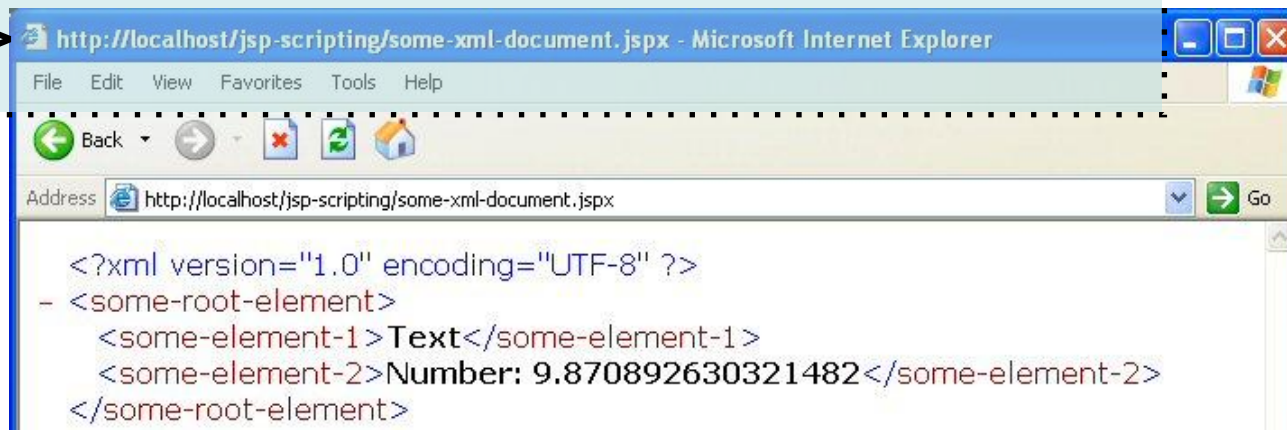 http://localhost/jsp-scripting/some-xml-document.jspx - Microsoft Internet Explorer
File Edit View Favorites Tools Help
Back
Address http://localhost/jsp-scripting/some-xml-document.jspx Go
<?xml version="1.0" encoding="UTF-8" ?>
- <some-root-element>
<some-element-1>Text</some-element-1>
<some-element-2>Number: 9.870892630321482</some-element-2>
</some-root-element>